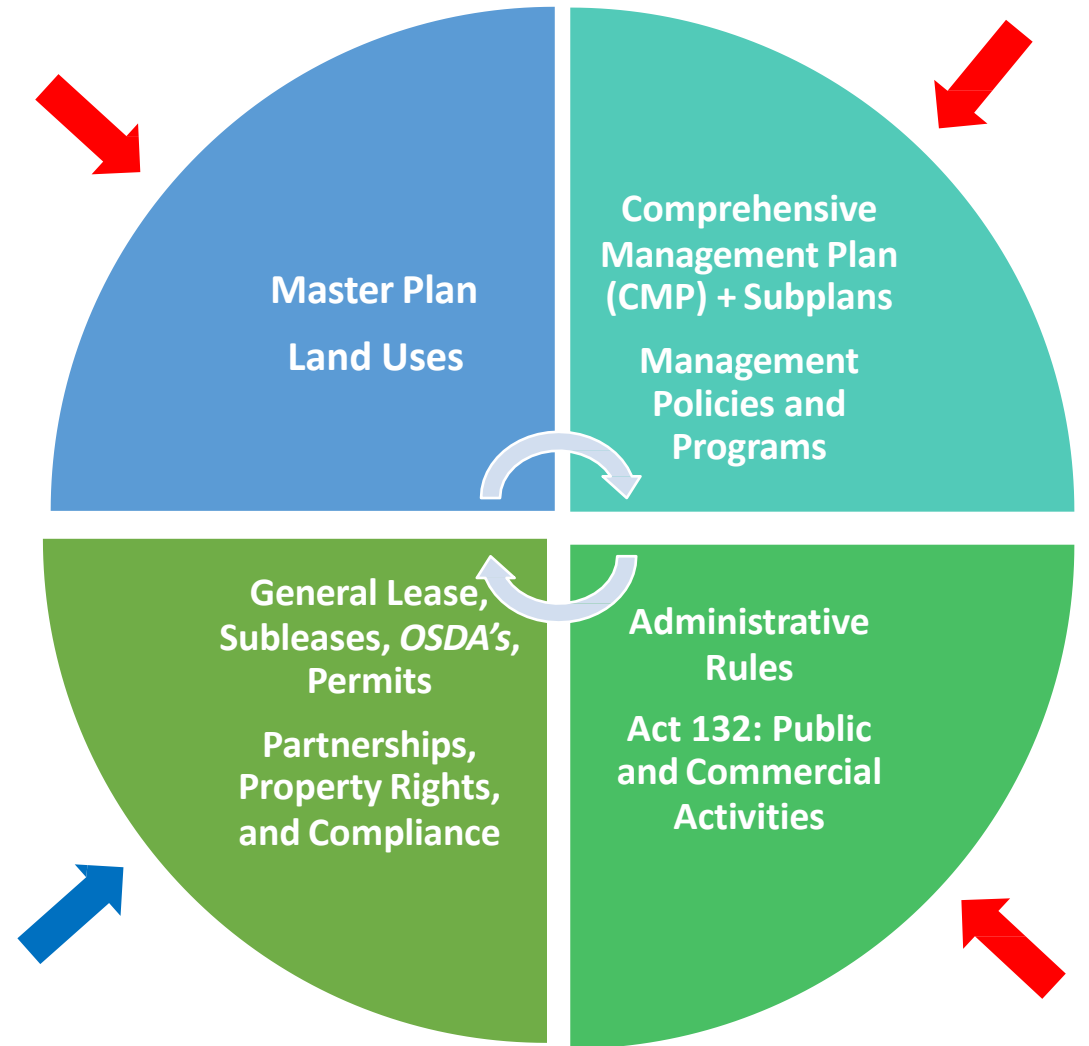 Master Plan
Land Uses
Comprehensive
Management Plan
(CMP) + Subplans
Management
Policies and
Programs
General Lease,
Subleases, OSDA's,
Permits
Partnerships,
Property Rights,
and Compliance
Administrative
Rules
Act 132: Public
and Commercial
Activities